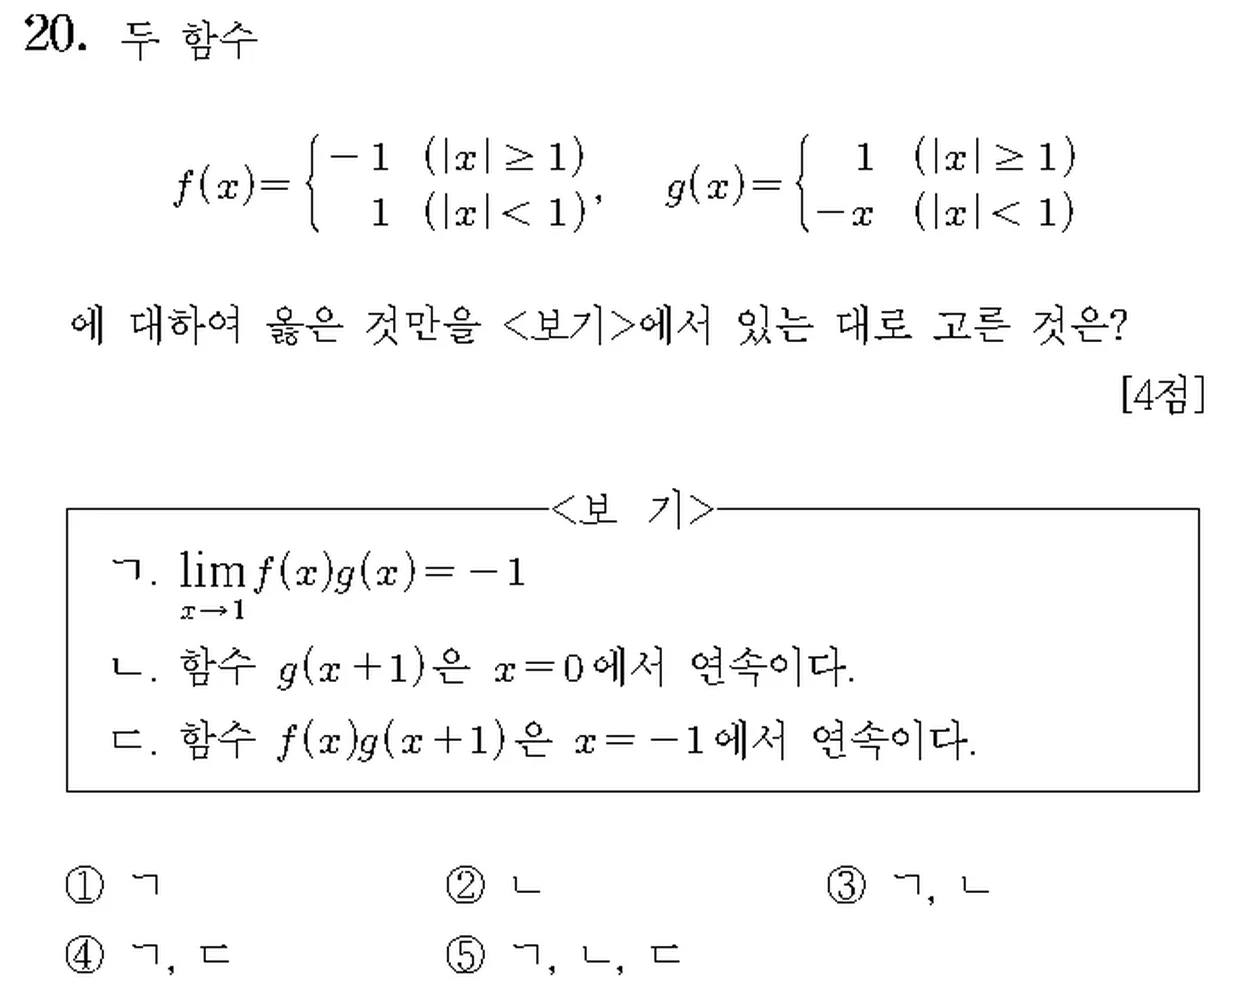 20. 두 함수
f(x)={ -1 (|x|≥1)  1 (|x|<1) , g(x)={ 1 (|x|≥1)  -x (|x|<1)
에 대하여 옳은 것만을 <보기>에서 있는 대로 고른 것은?
[4점]
<보 기>
ㄱ. lim_{x→1} f(x)g(x)=-1
ㄴ. 함수 g(x+1)은 x=0에서 연속이다.
ㄷ. 함수 f(x)g(x+1)은 x=-1에서 연속이다.
① ㄱ ② ㄴ ③ ㄱ, ㄴ
④ ㄱ, ㄷ ⑤ ㄱ, ㄴ, ㄷ